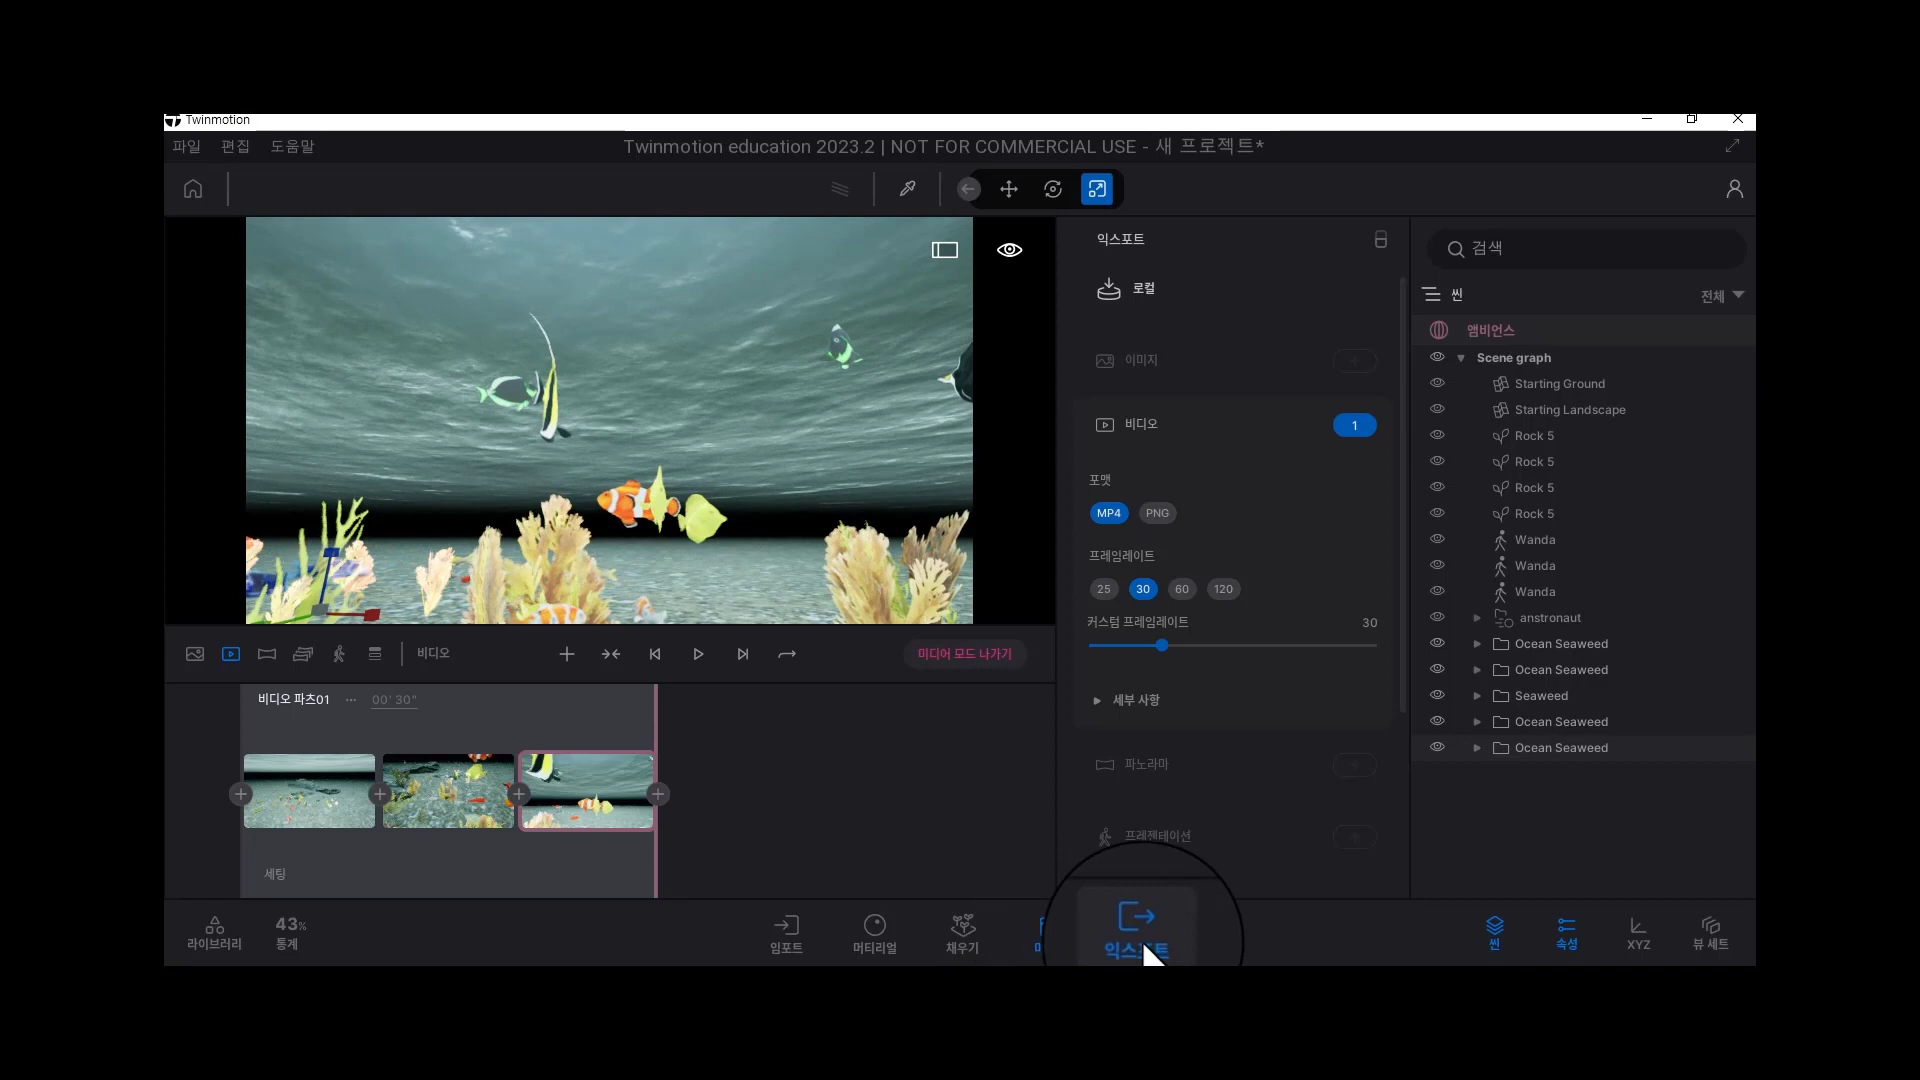 Twinmotion
파일 편집 도움말
Twinmotion education 2023.2 | NOT FOR COMMERCIAL USE - 새 프로젝트*
익스포트
로컬
이미지
비디오 1
포맷
MP4 PNG
프레임레이트
25 30 60 120
커스텀 프레임레이트 30
세부 사항
파노라마
프레젠테이션
검색
씬 전체
앰비언스
Scene graph
Starting Ground
Starting Landscape
Rock 5
Rock 5
Rock 5
Rock 5
Wanda
Wanda
Wanda
anstronaut
Ocean Seaweed
Ocean Seaweed
Seaweed
Ocean Seaweed
Ocean Seaweed
비디오
미디어 모드 나가기
비디오 파츠01 ... 00' 30"
세팅
라이브러리
43%
통계
임포트
머티리얼
채우기
익스포트
씬
속성
XYZ
뷰 세트